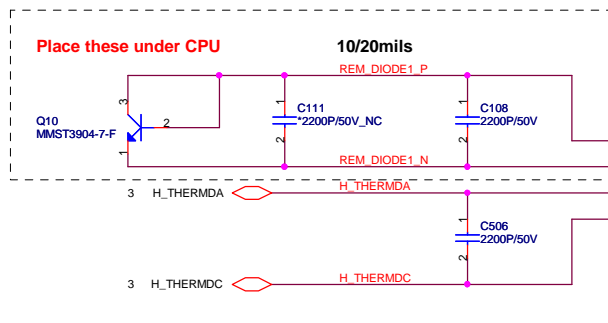 Place these under CPU
10/20mils
REM_DIODE1_P
3
Q10
MMST3904-7-F
2
1
1
C111
*2200P/50V_NC
2
1
C108
2200P/50V
2
REM_DIODE1_N
3 H_THERMDA
H_THERMDA
1
C506
2200P/50V
2
3 H_THERMDC
H_THERMDC